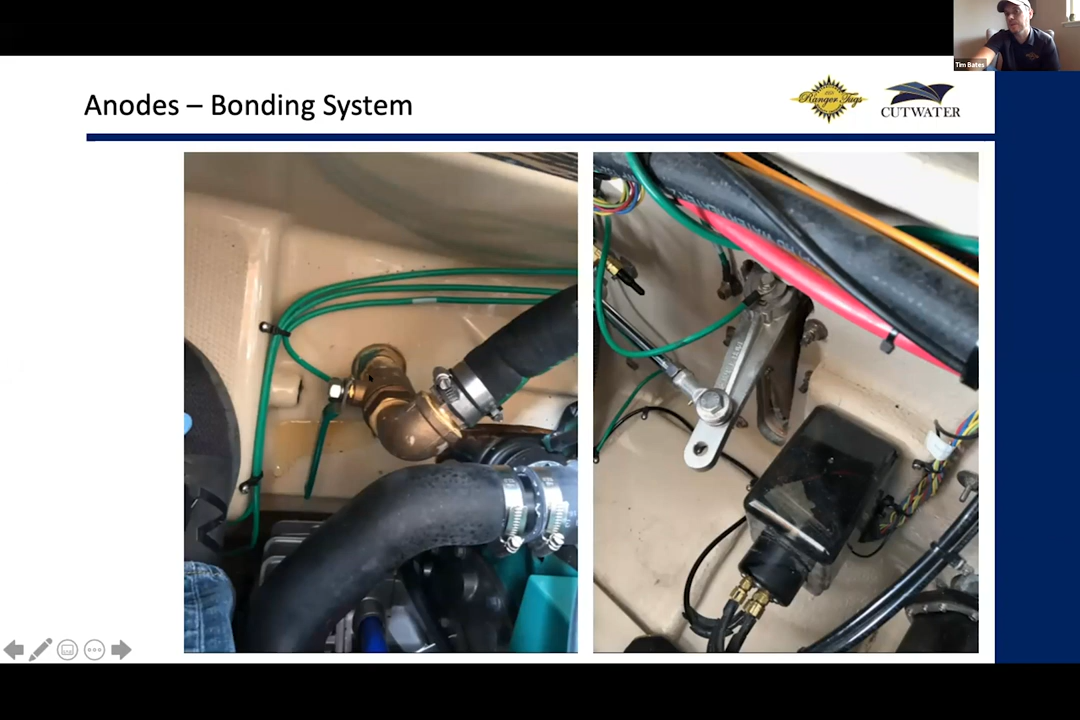 Tim Bates
Anodes – Bonding System
Ranger Tugs
CUTWATER